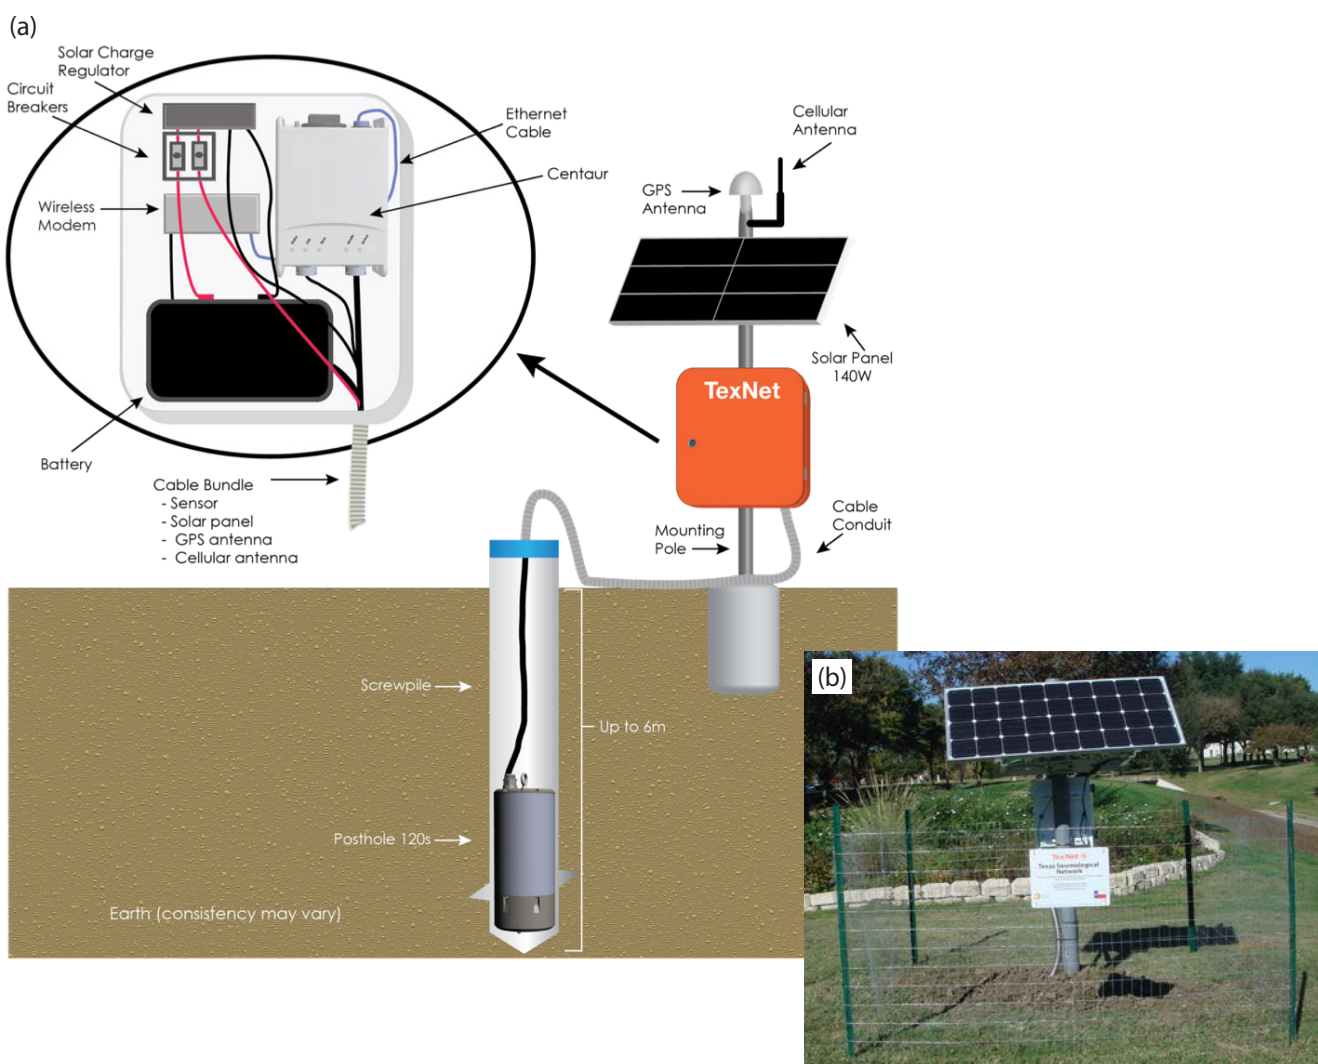 (a)
Solar Charge
Regulator
Circuit
Breakers
Ethernet
Cable
Centaur
Wireless
Modem
Battery
Cable Bundle
- Sensor
- Solar panel
- GPS antenna
- Cellular antenna
Cellular
Antenna
GPS
Antenna
Solar Panel
140W
TexNet
Mounting
Pole
Cable
Conduit
Screwpile
Up to 6m
Posthole 120s
Earth (consistency may vary)
(b)
TexNet
Texas Seismological
Network